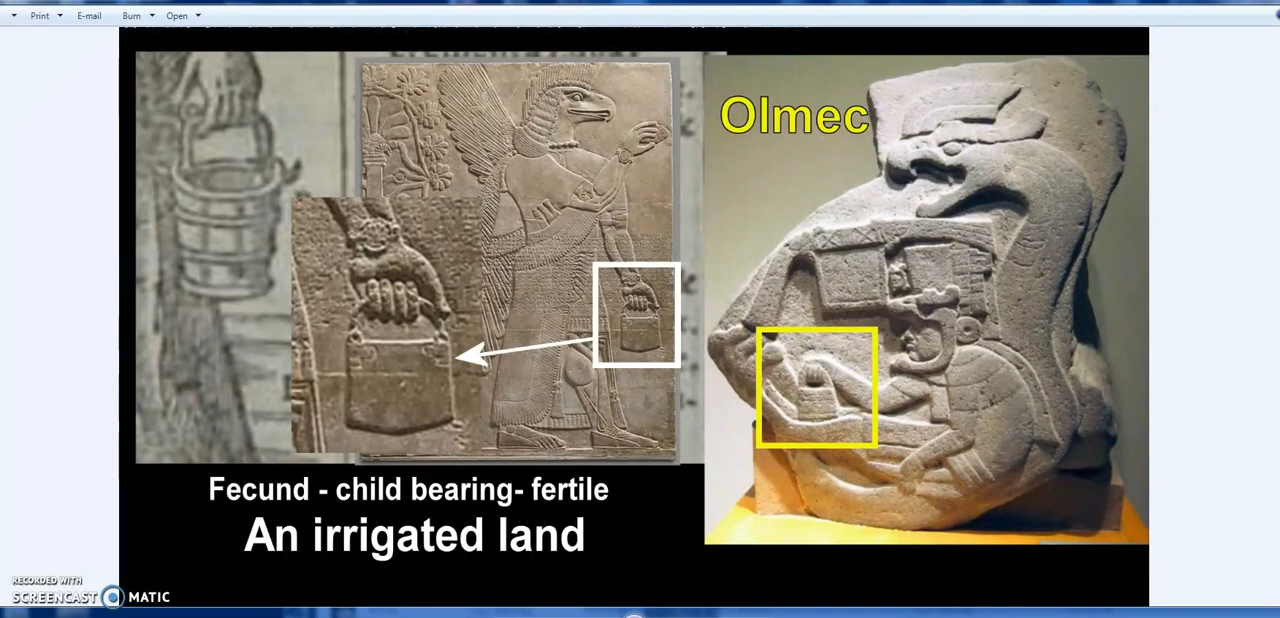 Print
E-mail
Burn
Open
Olmec
Fecund - child bearing- fertile
An irrigated land
RECORDED WITH
SCREENCAST MATIC